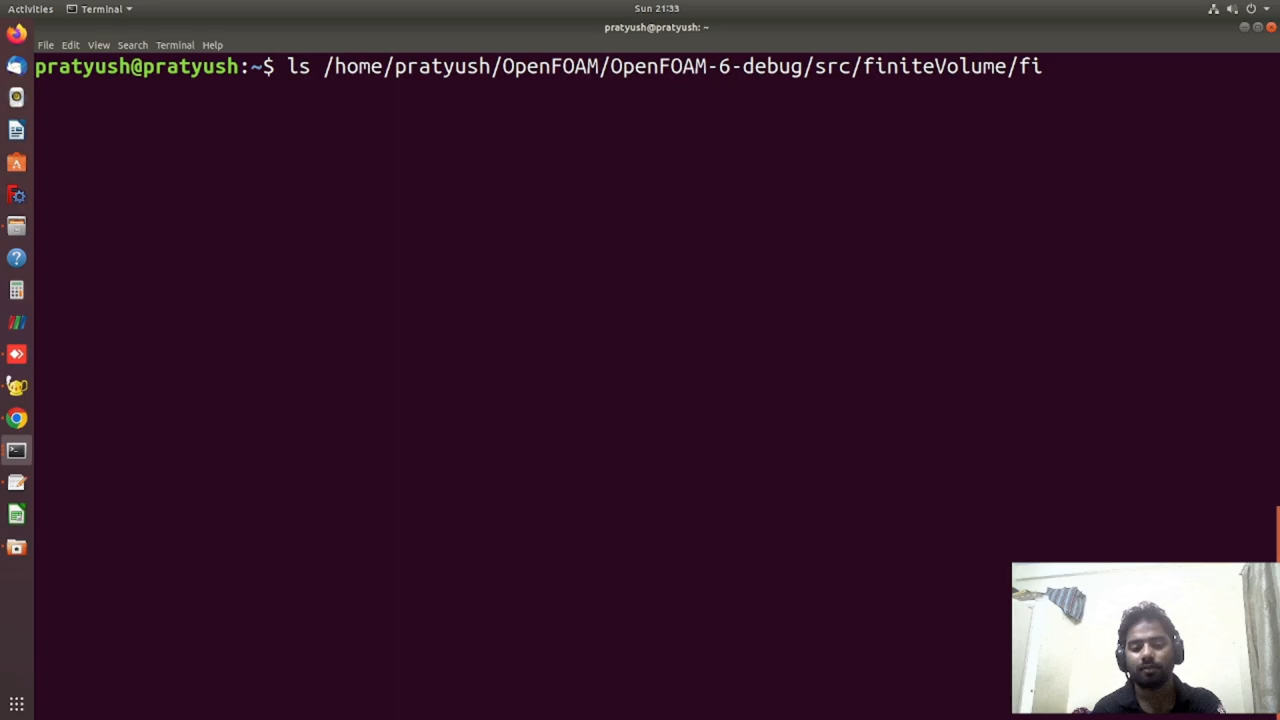 Activities Terminal Sun 21:33
pratyush@pratyush: ~
File Edit View Search Terminal Help
pratyush@pratyush:~$ ls /home/pratyush/OpenFOAM/OpenFOAM-6-debug/src/finiteVolume/fi